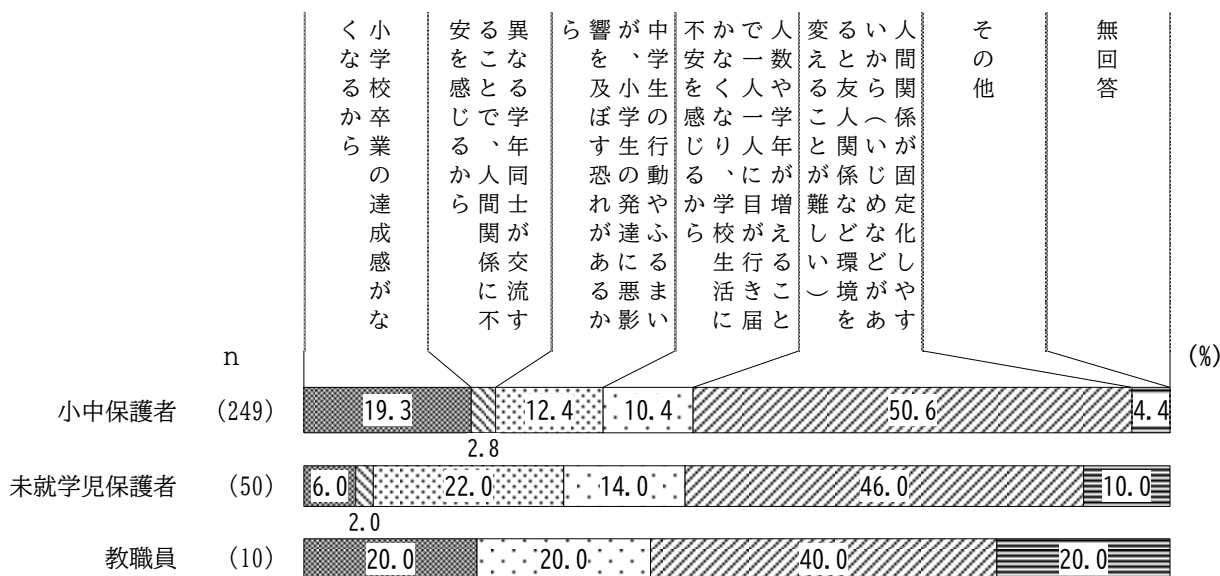 小学校卒業の達成感がな
くなるから
異なる学年同士が交流す
ることで、人間関係に不
安を感じるから
中学生の行動やふるまい
が、小学生の発達に悪影
響を及ぼす恐れがあるか
ら
人数や学年が増えること
で一人一人に目が行き届
かなくなり、学校生活に
不安を感じるから
人間関係が固定化しやす
いから（いじめなどがあ
ると友人関係など環境を
変えることが難しい）
その他
無回答
n
(%)
小中保護者 (249) 19.3 12.4 10.4 50.6 4.4
2.8
未就学児保護者 (50) 6.0 22.0 14.0 46.0 10.0
2.0
教職員 (10) 20.0 20.0 40.0 20.0